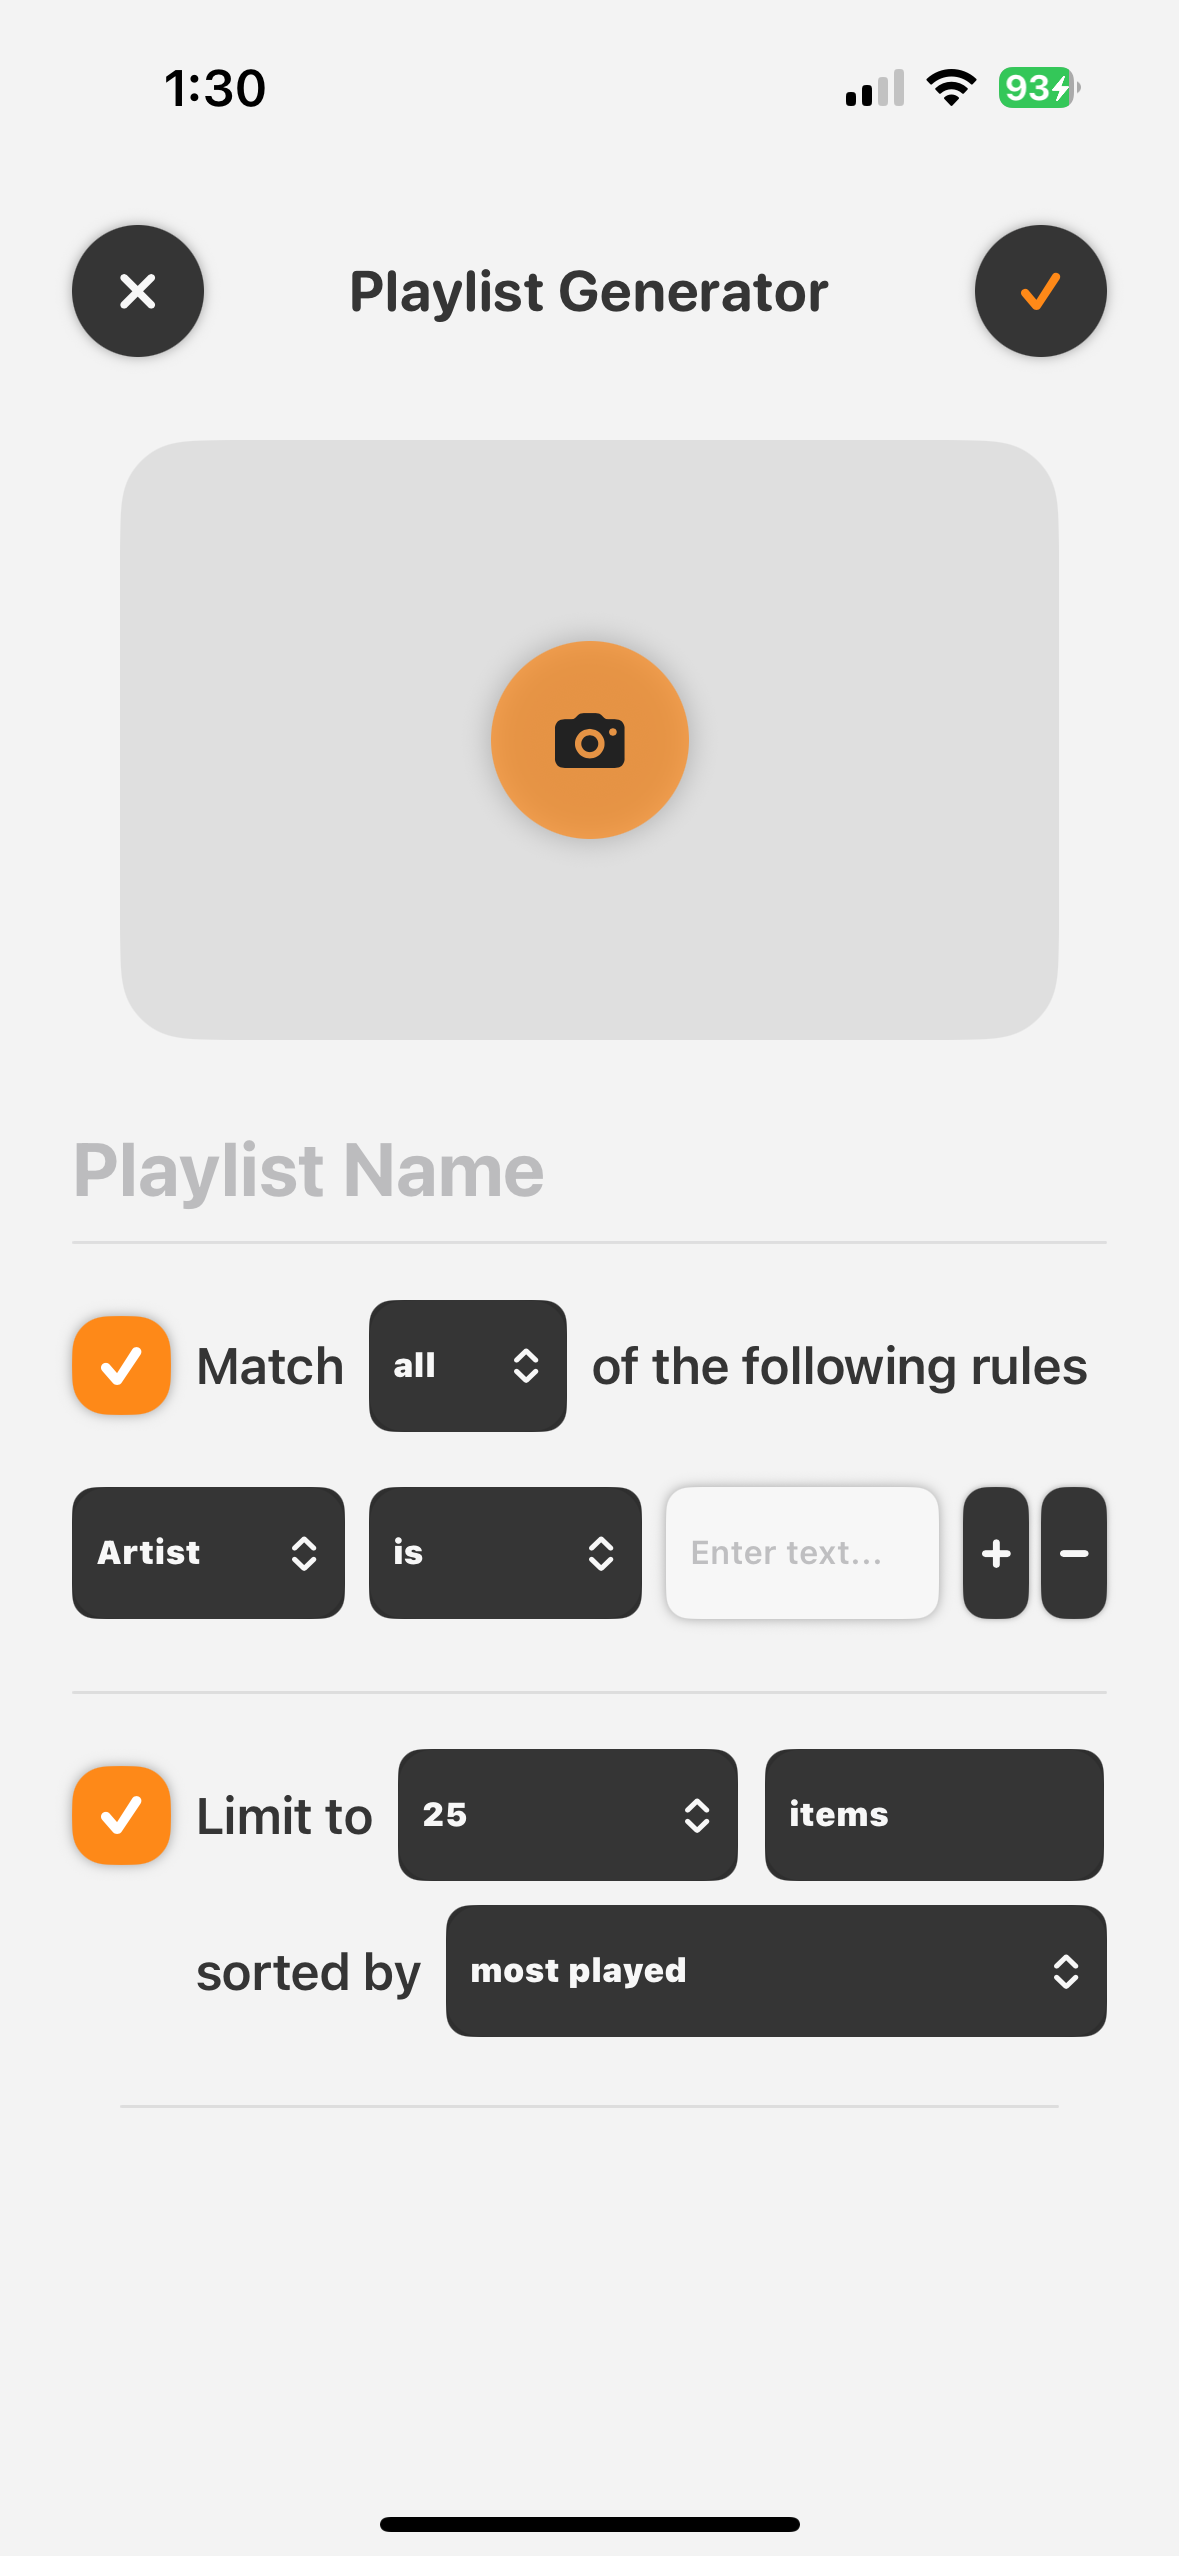 1:30
93
Playlist Generator
Playlist Name
Match all of the following rules
Artist is Enter text...
Limit to 25 items
sorted by most played